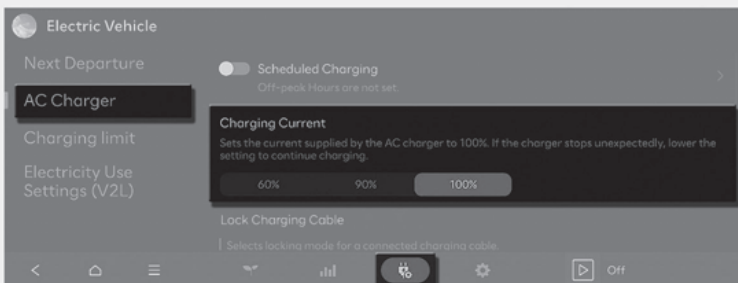 Electric Vehicle
Next Departure
AC Charger
Charging limit
Electricity Use
Settings (V2L)
Scheduled Charging
Off-peak Hours are not set.
Charging Current
Sets the current supplied by the AC charger to 100%. If the charger stops unexpectedly, lower the
setting to continue charging.
60% 90% 100%
Lock Charging Cable
Selects locking mode for a connected charging cable.
Off